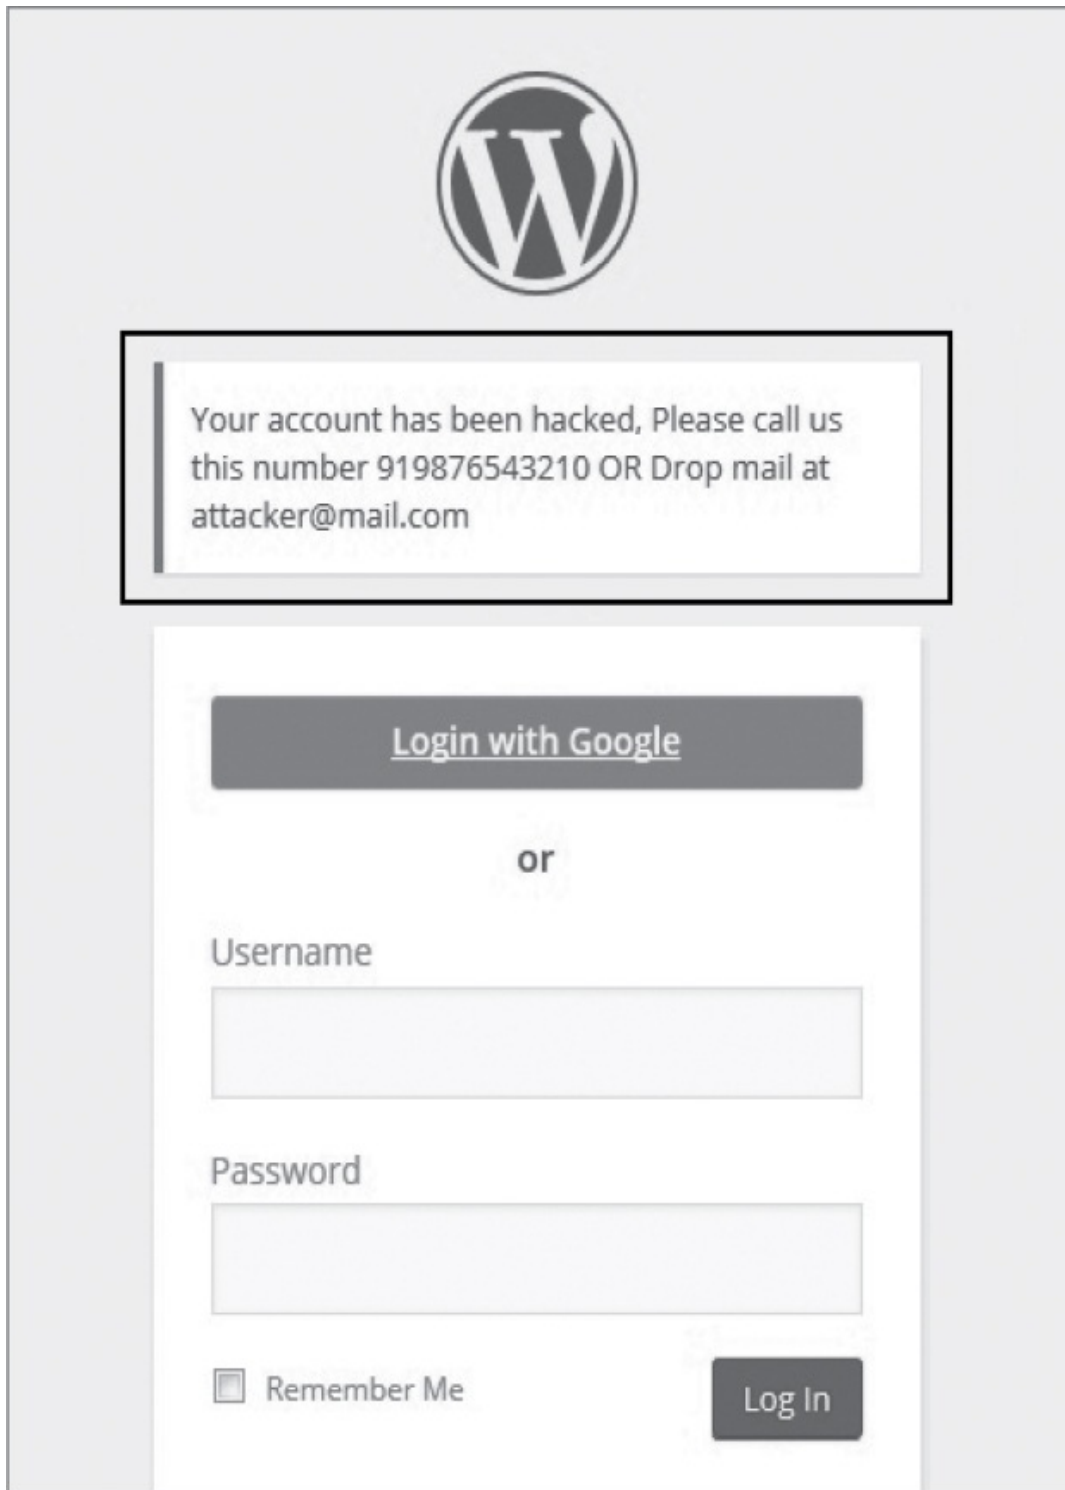 Your account has been hacked, Please call us
this number 919876543210 OR Drop mail at
attacker@mail.com
Login with Google
or
Username
Password
Remember Me
Log In